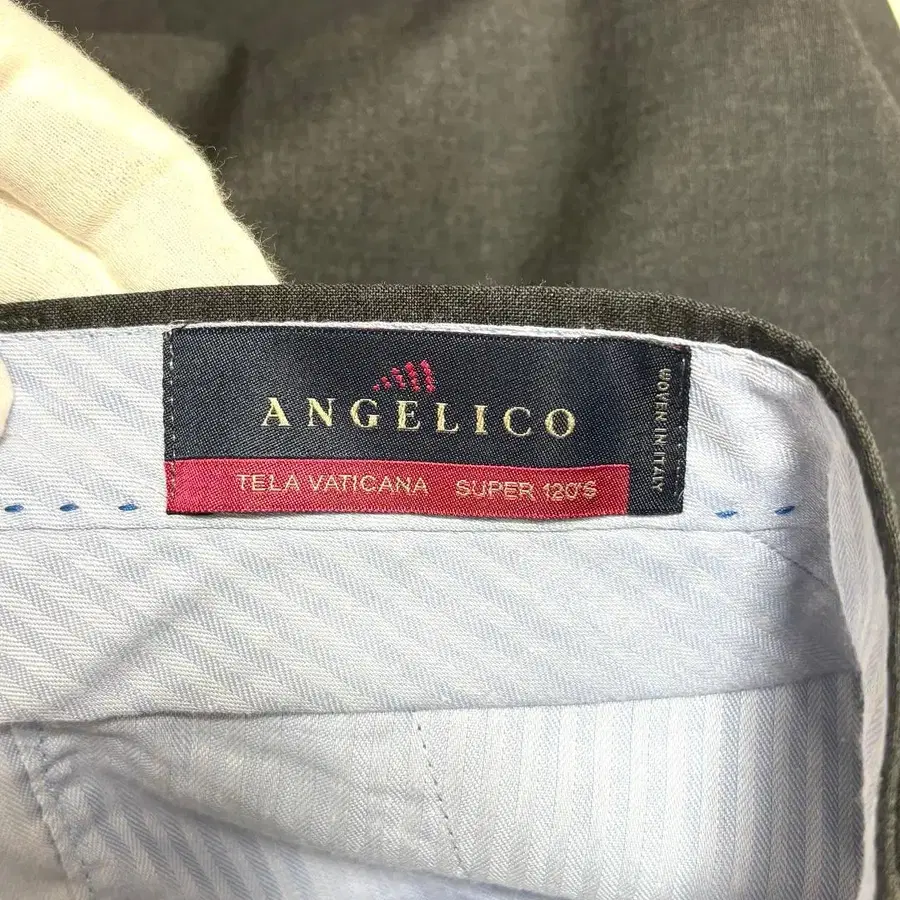 ANGELICO
TELA VATICANA SUPER 120'S
WOVEN IN ITALY